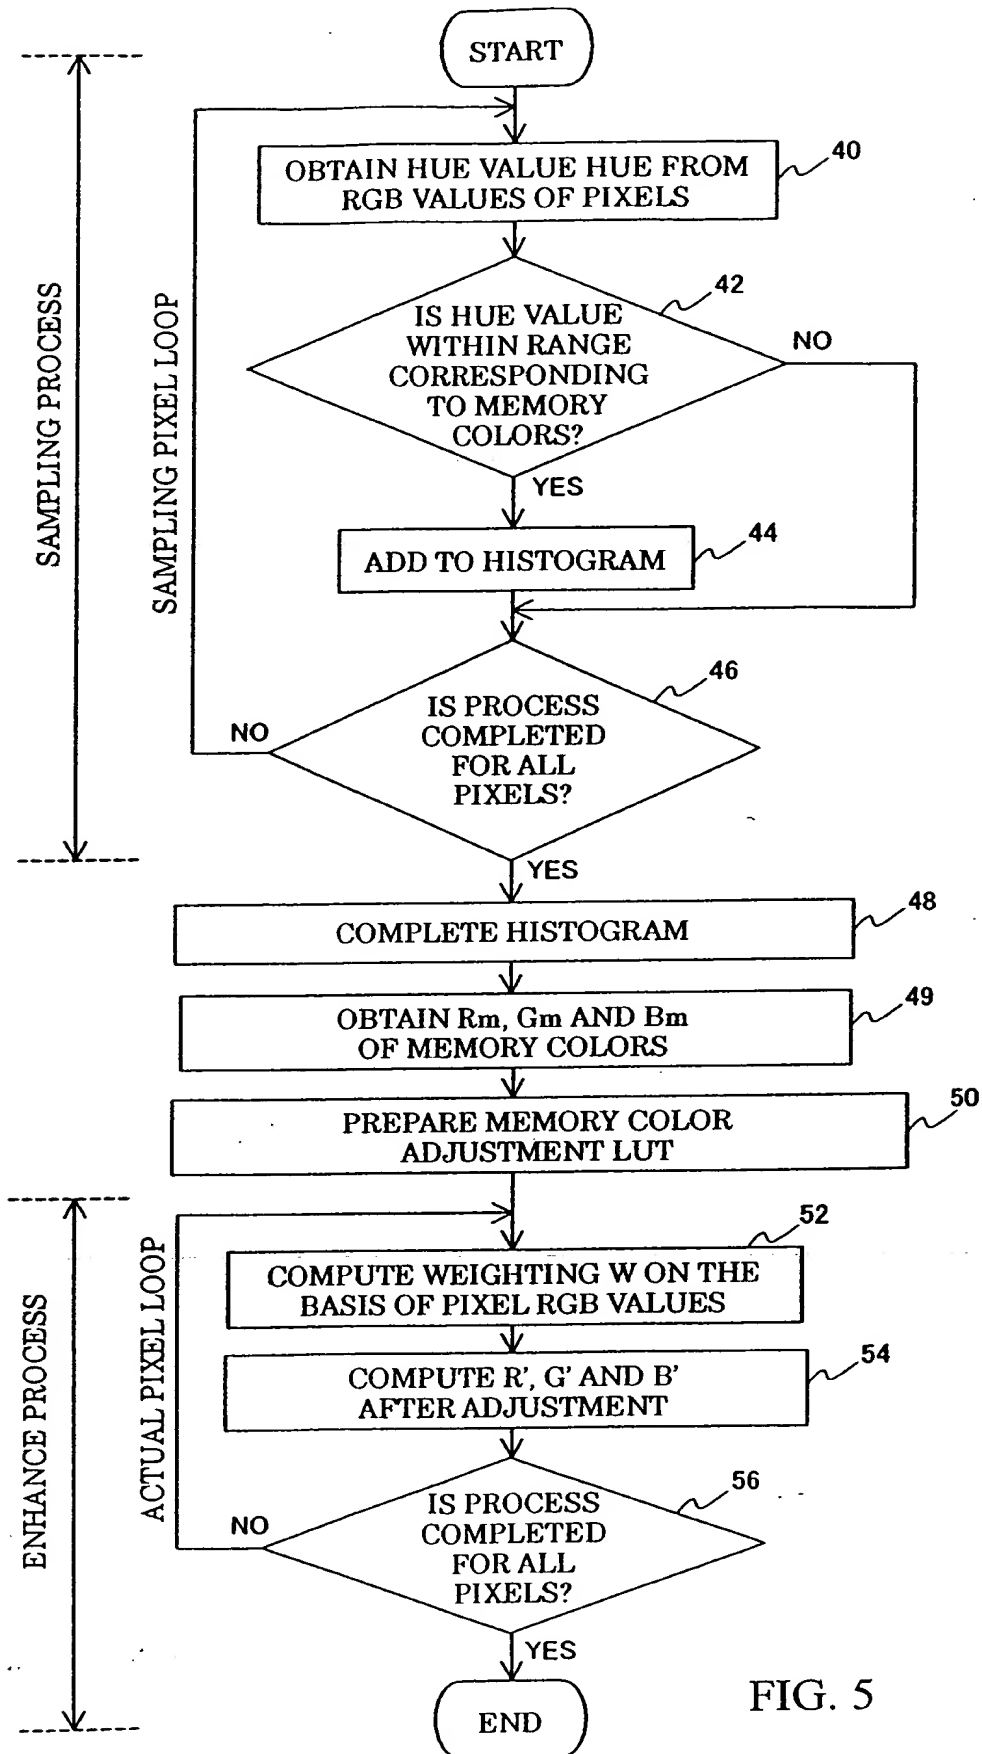 START
OBTAIN HUE VALUE HUE FROM
RGB VALUES OF PIXELS
40
IS HUE VALUE
WITHIN RANGE
CORRESPONDING
TO MEMORY
COLORS?
42
NO
YES
ADD TO HISTOGRAM
44
IS PROCESS
COMPLETED
FOR ALL
PIXELS?
46
NO
YES
SAMPLING PROCESS
SAMPLING PIXEL LOOP
COMPLETE HISTOGRAM
48
OBTAIN Rm, Gm AND Bm
OF MEMORY COLORS
49
PREPARE MEMORY COLOR
ADJUSTMENT LUT
50
COMPUTE WEIGHTING W ON THE
BASIS OF PIXEL RGB VALUES
52
COMPUTE R', G' AND B'
AFTER ADJUSTMENT
54
IS PROCESS
COMPLETED
FOR ALL
PIXELS?
56
NO
YES
ENHANCE PROCESS
ACTUAL PIXEL LOOP
END
FIG. 5